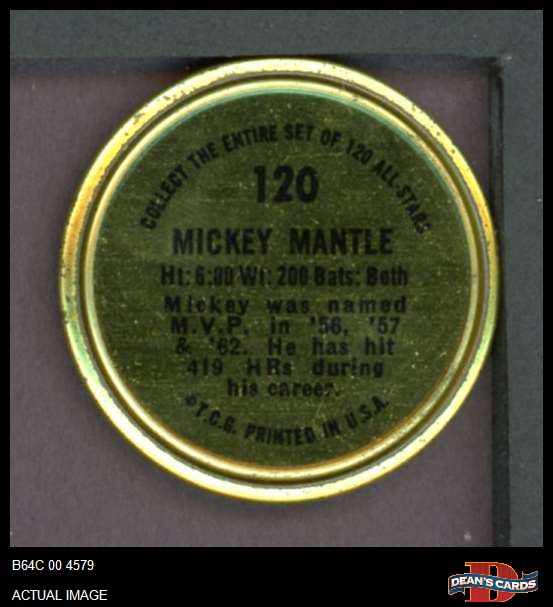 COLLECT THE ENTIRE SET OF 120 ALL-STARS
120
MICKEY MANTLE
Ht: 6:00 Wt: 200 Bats: Both
Mickey was named
M.V.P. in '56, '57
& '62. He has hit
419 HRs during
his career.
©T.C.G. PRINTED IN U.S.A.
B64C 00 4579
ACTUAL IMAGE
D
DEAN'S CARDS